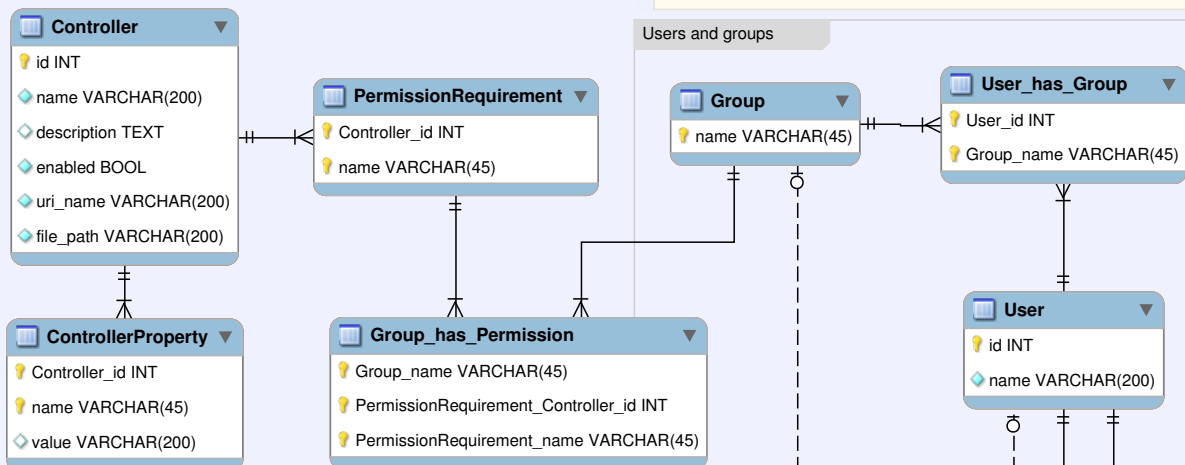 Controller
id INT
name VARCHAR(200)
description TEXT
enabled BOOL
uri_name VARCHAR(200)
file_path VARCHAR(200)
PermissionRequirement
Controller_id INT
name VARCHAR(45)
Users and groups
Group
name VARCHAR(45)
User_has_Group
User_id INT
Group_name VARCHAR(45)
ControllerProperty
Controller_id INT
name VARCHAR(45)
value VARCHAR(200)
Group_has_Permission
Group_name VARCHAR(45)
PermissionRequirement_Controller_id INT
PermissionRequirement_name VARCHAR(45)
User
id INT
name VARCHAR(200)